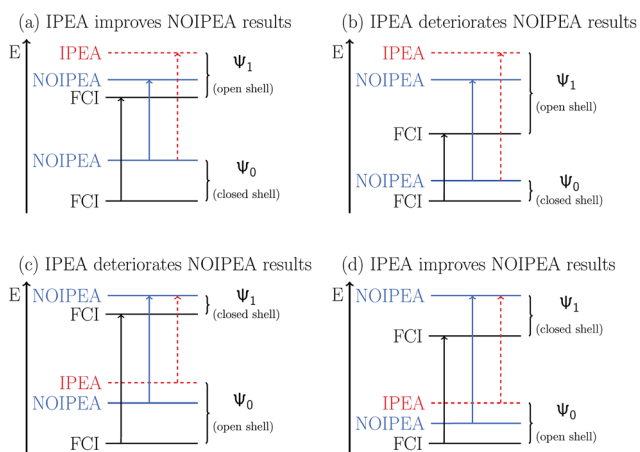 (a) IPEA improves NOIPEA results
E
IPEA
NOIPEA
FCI
Ψ1
(open shell)
NOIPEA
FCI
Ψ0
(closed shell)
(b) IPEA deteriorates NOIPEA results
E
IPEA
NOIPEA
FCI
Ψ1
(open shell)
NOIPEA
FCI
Ψ0
(closed shell)
(c) IPEA deteriorates NOIPEA results
E
NOIPEA
FCI
Ψ1
(closed shell)
IPEA
NOIPEA
FCI
Ψ0
(open shell)
(d) IPEA improves NOIPEA results
E
NOIPEA
FCI
Ψ1
(closed shell)
IPEA
NOIPEA
FCI
Ψ0
(open shell)